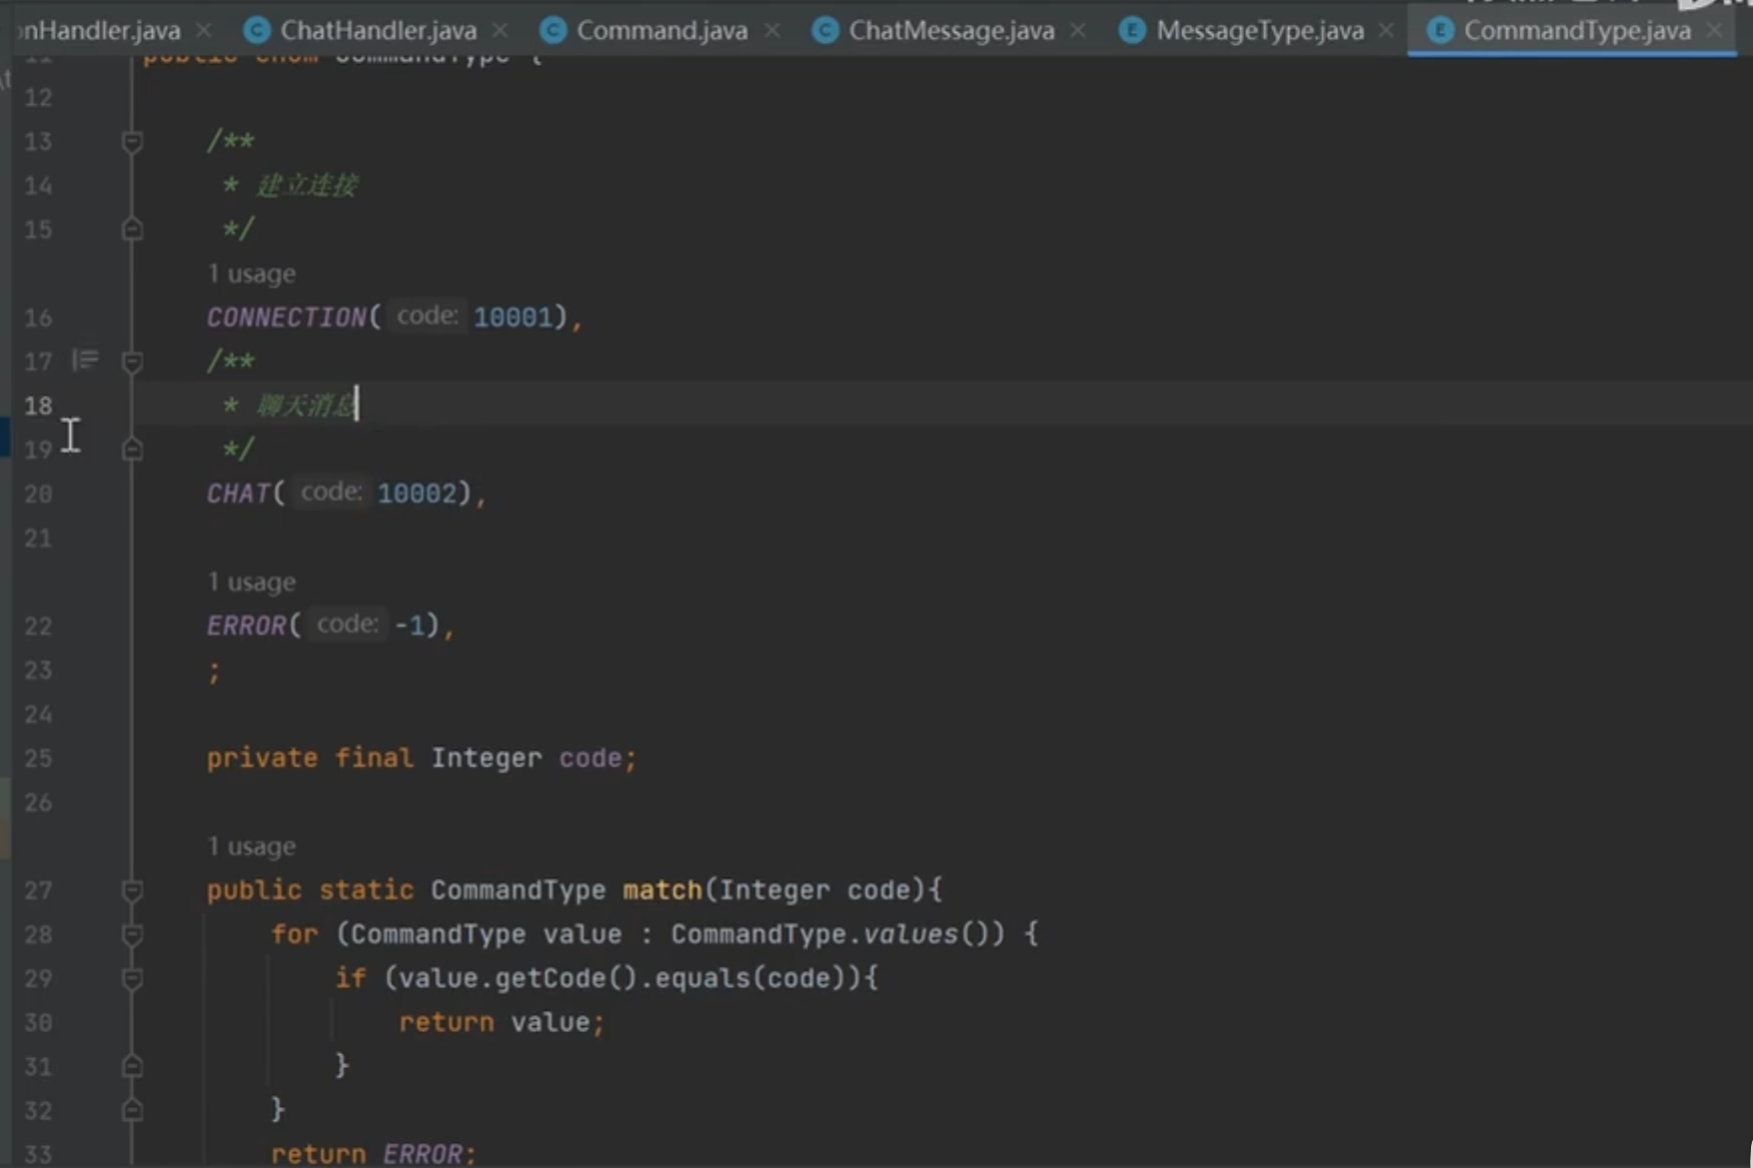 nHandler.java
ChatHandler.java
Command.java
ChatMessage.java
MessageType.java
CommandType.java
11 public enum CommandType {
12
13 /**
14 * 建立连接
15 */
1 usage
16 CONNECTION( code: 10001),
17 /**
18 * 聊天消息
19 */
20 CHAT( code: 10002),
21
1 usage
22 ERROR( code: -1),
23 ;
24
25 private final Integer code;
26
1 usage
27 public static CommandType match(Integer code){
28 for (CommandType value : CommandType.values()) {
29 if (value.getCode().equals(code)){
30 return value;
31 }
32 }
33 return ERROR;